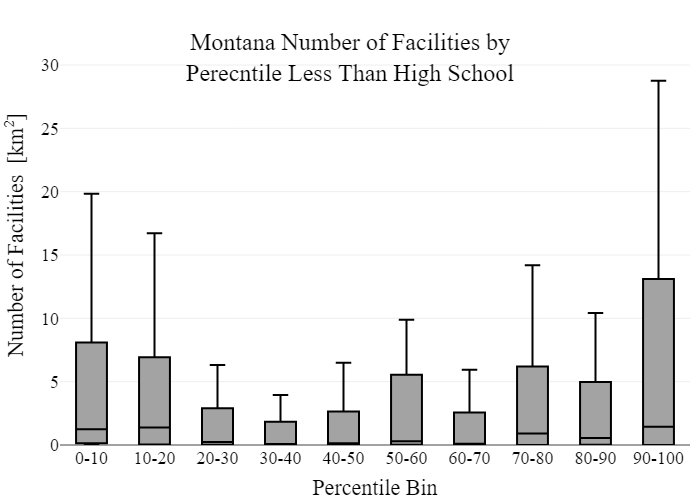 Montana Number of Facilities by
Perecntile Less Than High School
Number of Facilities [km²]
30
25
20
15
10
5
0
0-10 10-20 20-30 30-40 40-50 50-60 60-70 70-80 80-90 90-100
Percentile Bin